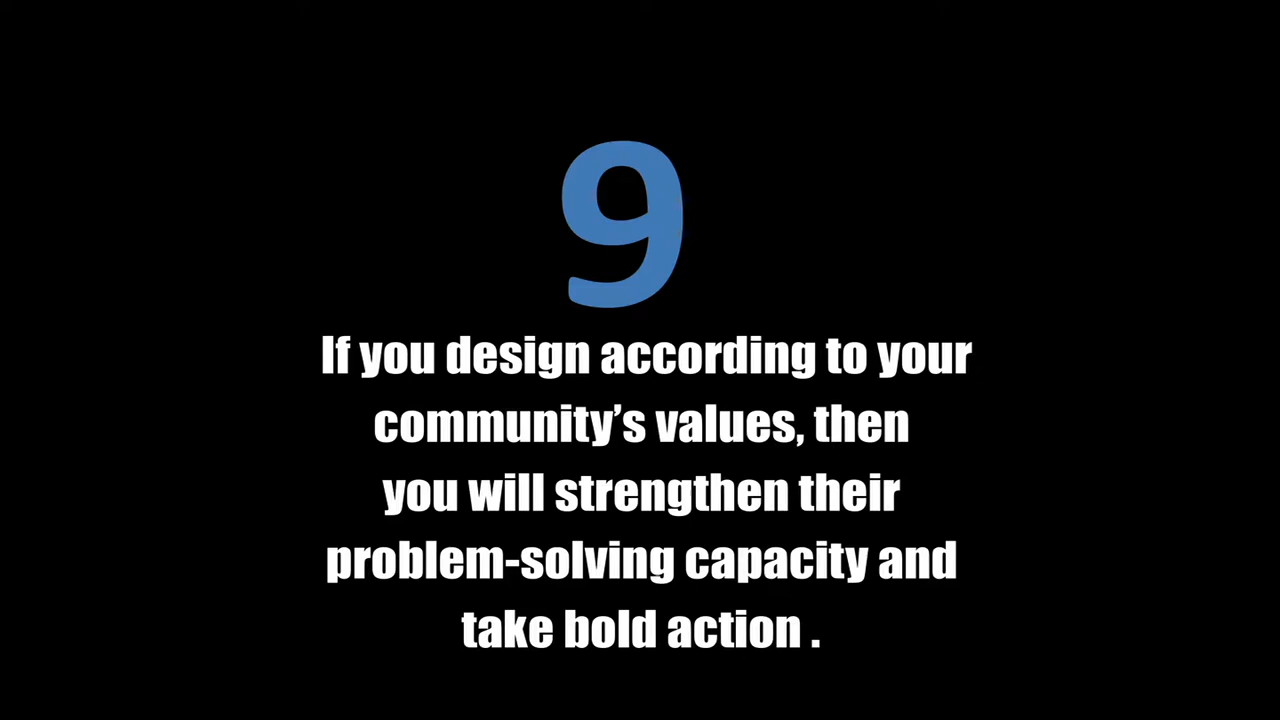 9
If you design according to your
community’s values, then
you will strengthen their
problem-solving capacity and
take bold action .